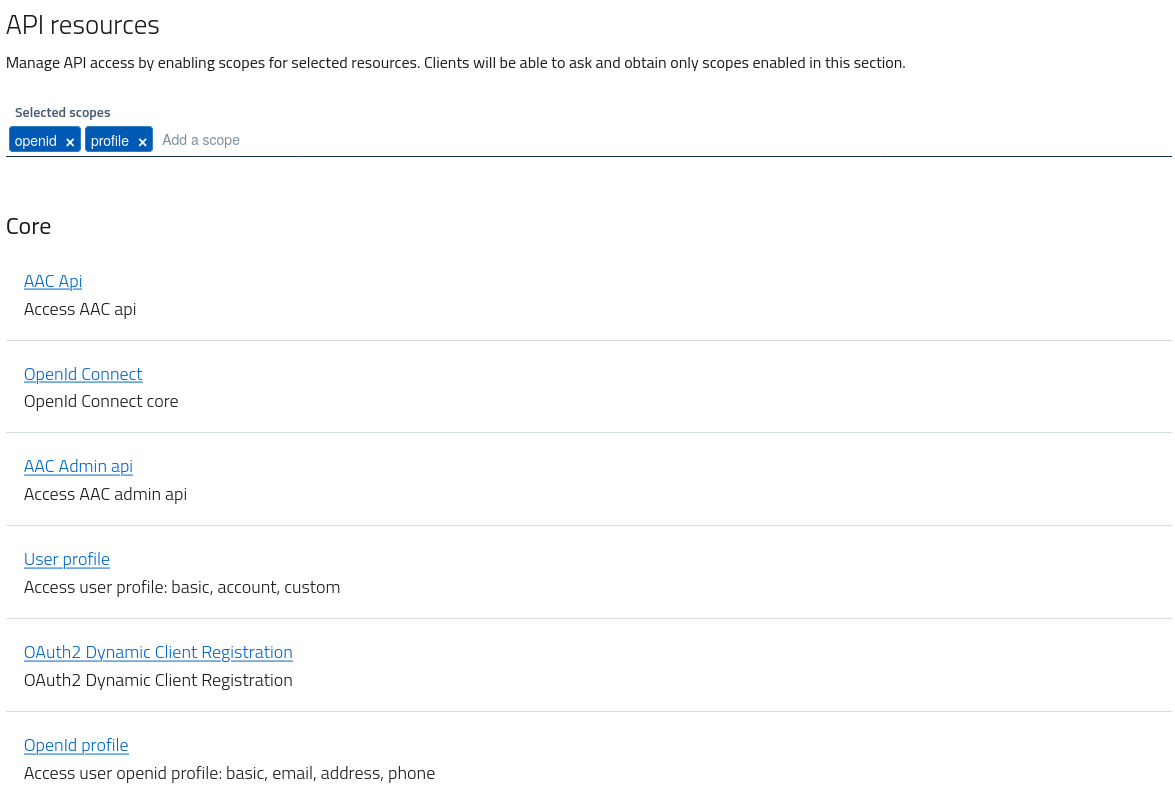 API resources
Manage API access by enabling scopes for selected resources. Clients will be able to ask and obtain only scopes enabled in this section.
Selected scopes
openid × profile × Add a scope
Core
AAC Api
Access AAC api
OpenId Connect
OpenId Connect core
AAC Admin api
Access AAC admin api
User profile
Access user profile: basic, account, custom
OAuth2 Dynamic Client Registration
OAuth2 Dynamic Client Registration
OpenId profile
Access user openid profile: basic, email, address, phone